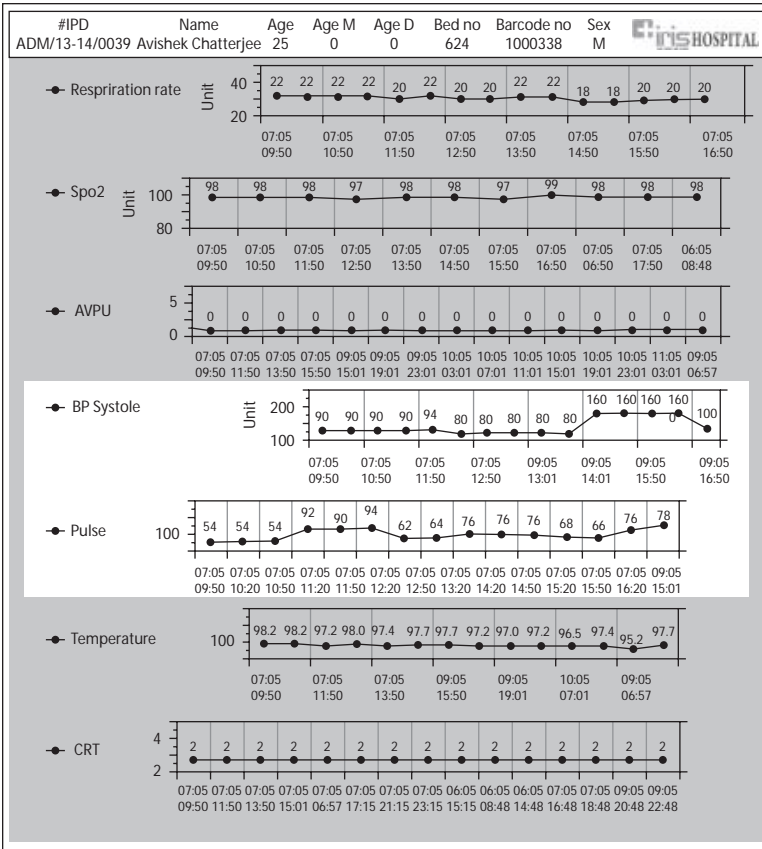 #IPD Name Age Age M Age D Bed no Barcode no Sex
ADM/13-14/0039 Avishek Chatterjee 25 0 0 624 1000338 M
iris HOSPITAL
Respriration rate
Unit
40
20
22 22 22 22 20 22 20 20 22 22 18 18 20 20 20
07:05 07:05 07:05 07:05 07:05 07:05 07:05 07:05
09:50 10:50 11:50 12:50 13:50 14:50 15:50 16:50
Spo2
Unit
100
80
98 98 98 97 98 98 97 99 98 98 98
07:05 07:05 07:05 07:05 07:05 07:05 07:05 07:05 07:05 07:05 06:05
09:50 10:50 11:50 12:50 13:50 14:50 15:50 16:50 06:50 17:50 08:48
AVPU
5
0
0 0 0 0 0 0 0 0 0 0 0 0 0 0 0
07:05 07:05 07:05 07:05 09:05 09:05 09:05 10:05 10:05 10:05 10:05 10:05 10:05 11:05 09:05
09:50 11:50 13:50 15:50 15:01 19:01 23:01 03:01 07:01 11:01 15:01 19:01 23:01 03:01 06:57
BP Systole
Unit
200
100
90 90 90 90 94 80 80 80 80 80 160 160 160 160 100
0
07:05 07:05 07:05 07:05 09:05 09:05 09:05 09:05
09:50 10:50 11:50 12:50 13:01 14:01 15:50 16:50
Pulse
100
54 54 54 92 90 94 62 64 76 76 76 68 66 76 78
07:05 07:05 07:05 07:05 07:05 07:05 07:05 07:05 07:05 07:05 07:05 07:05 07:05 09:05
09:50 10:20 10:50 11:20 11:50 12:20 12:50 13:20 14:20 14:50 15:20 15:50 16:20 15:01
Temperature
100
98.2 98.2 97.2 98.0 97.4 97.7 97.7 97.2 97.0 97.2 96.5 97.4 95.2 97.7
07:05 07:05 07:05 09:05 09:05 10:05 09:05
09:50 11:50 13:50 15:50 19:01 07:01 06:57
CRT
4
2
2 2 2 2 2 2 2 2 2 2 2 2 2 2 2
07:05 07:05 07:05 07:05 07:05 07:05 07:05 07:05 06:05 06:05 06:05 07:05 07:05 09:05 09:05
09:50 11:50 13:50 15:01 06:57 17:15 21:15 23:15 15:15 08:48 14:48 16:48 18:48 20:48 22:48